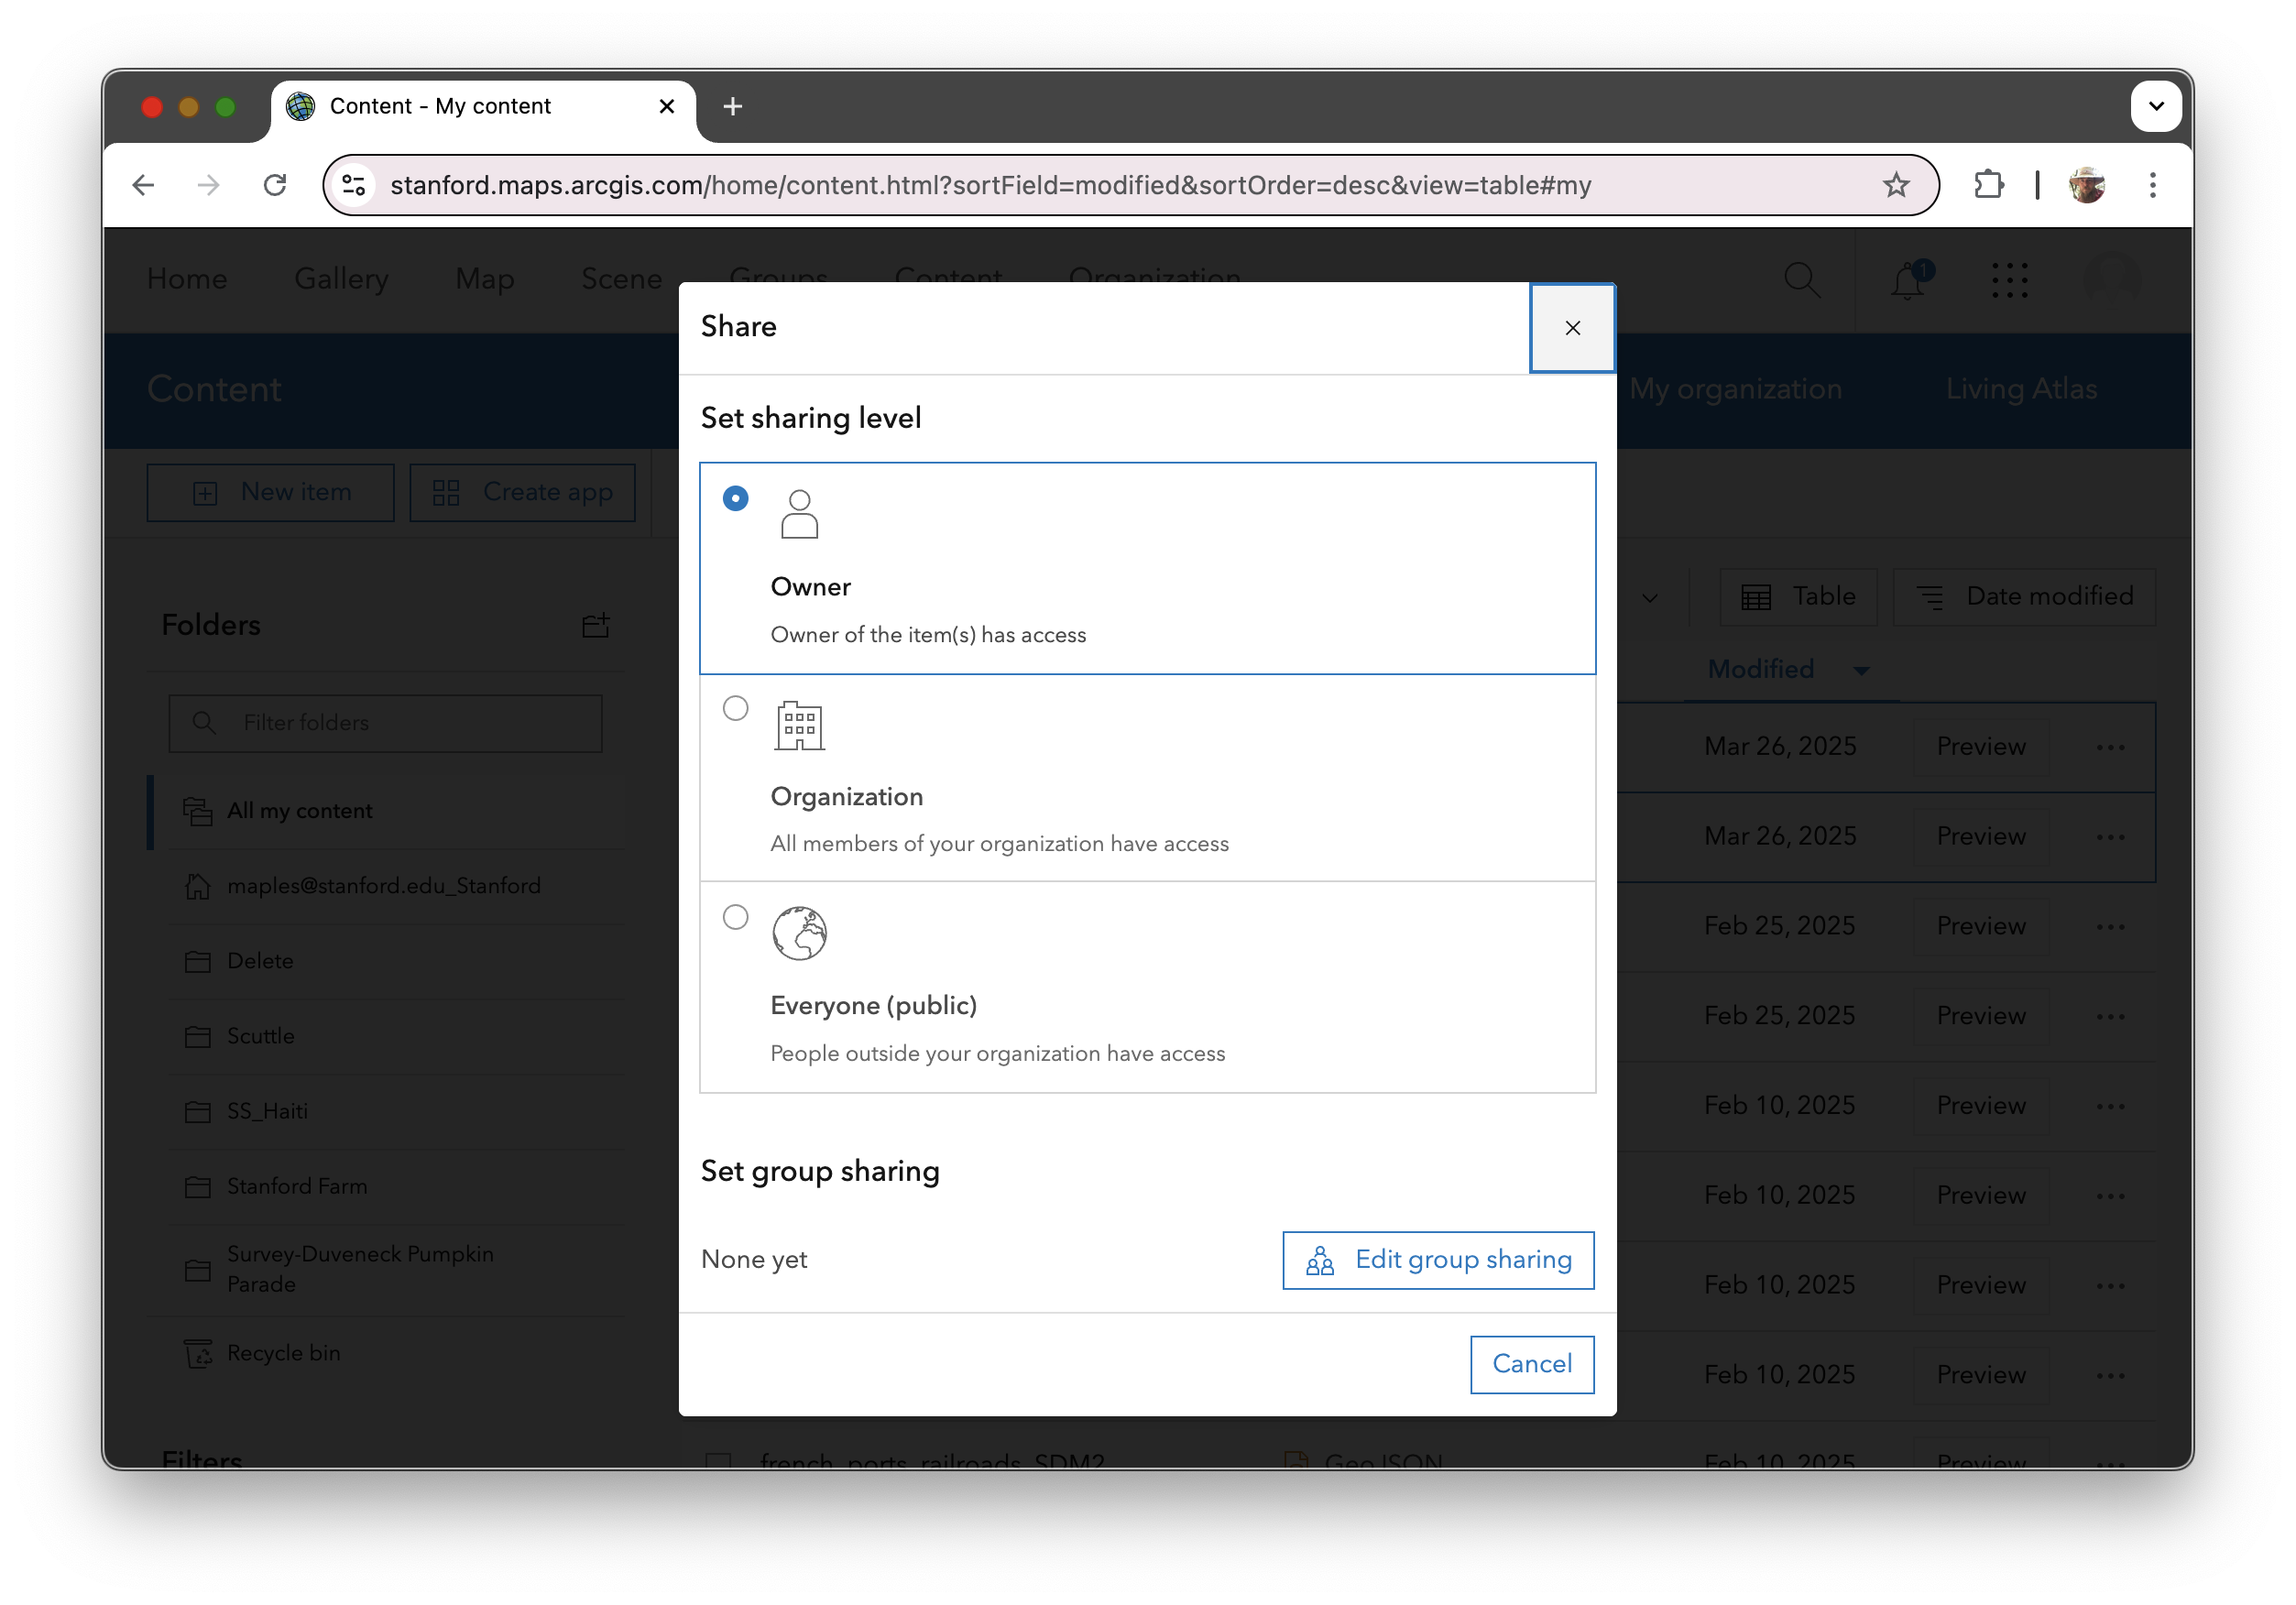 Content - My content
stanford.maps.arcgis.com/home/content.html?sortField=modified&sortOrder=desc&view=table#my
Home Gallery Map Scene Groups Content Organization
1
Content
My organization Living Atlas
New item Create app
Share
Set sharing level
Owner
Owner of the item(s) has access
Organization
All members of your organization have access
Everyone (public)
People outside your organization have access
Set group sharing
None yet
Edit group sharing
Cancel
Folders
Filter folders
All my content
maples@stanford.edu_Stanford
Delete
Scuttle
SS_Haiti
Stanford Farm
Survey-Duveneck Pumpkin
Parade
Recycle bin
Filters
Table Date modified
Modified
Mar 26, 2025 Preview
Mar 26, 2025 Preview
Feb 25, 2025 Preview
Feb 25, 2025 Preview
Feb 10, 2025 Preview
Feb 10, 2025 Preview
Feb 10, 2025 Preview
Feb 10, 2025 Preview
french_ports_railroads_SDM2 GeoJSON Feb 10, 2025 Preview